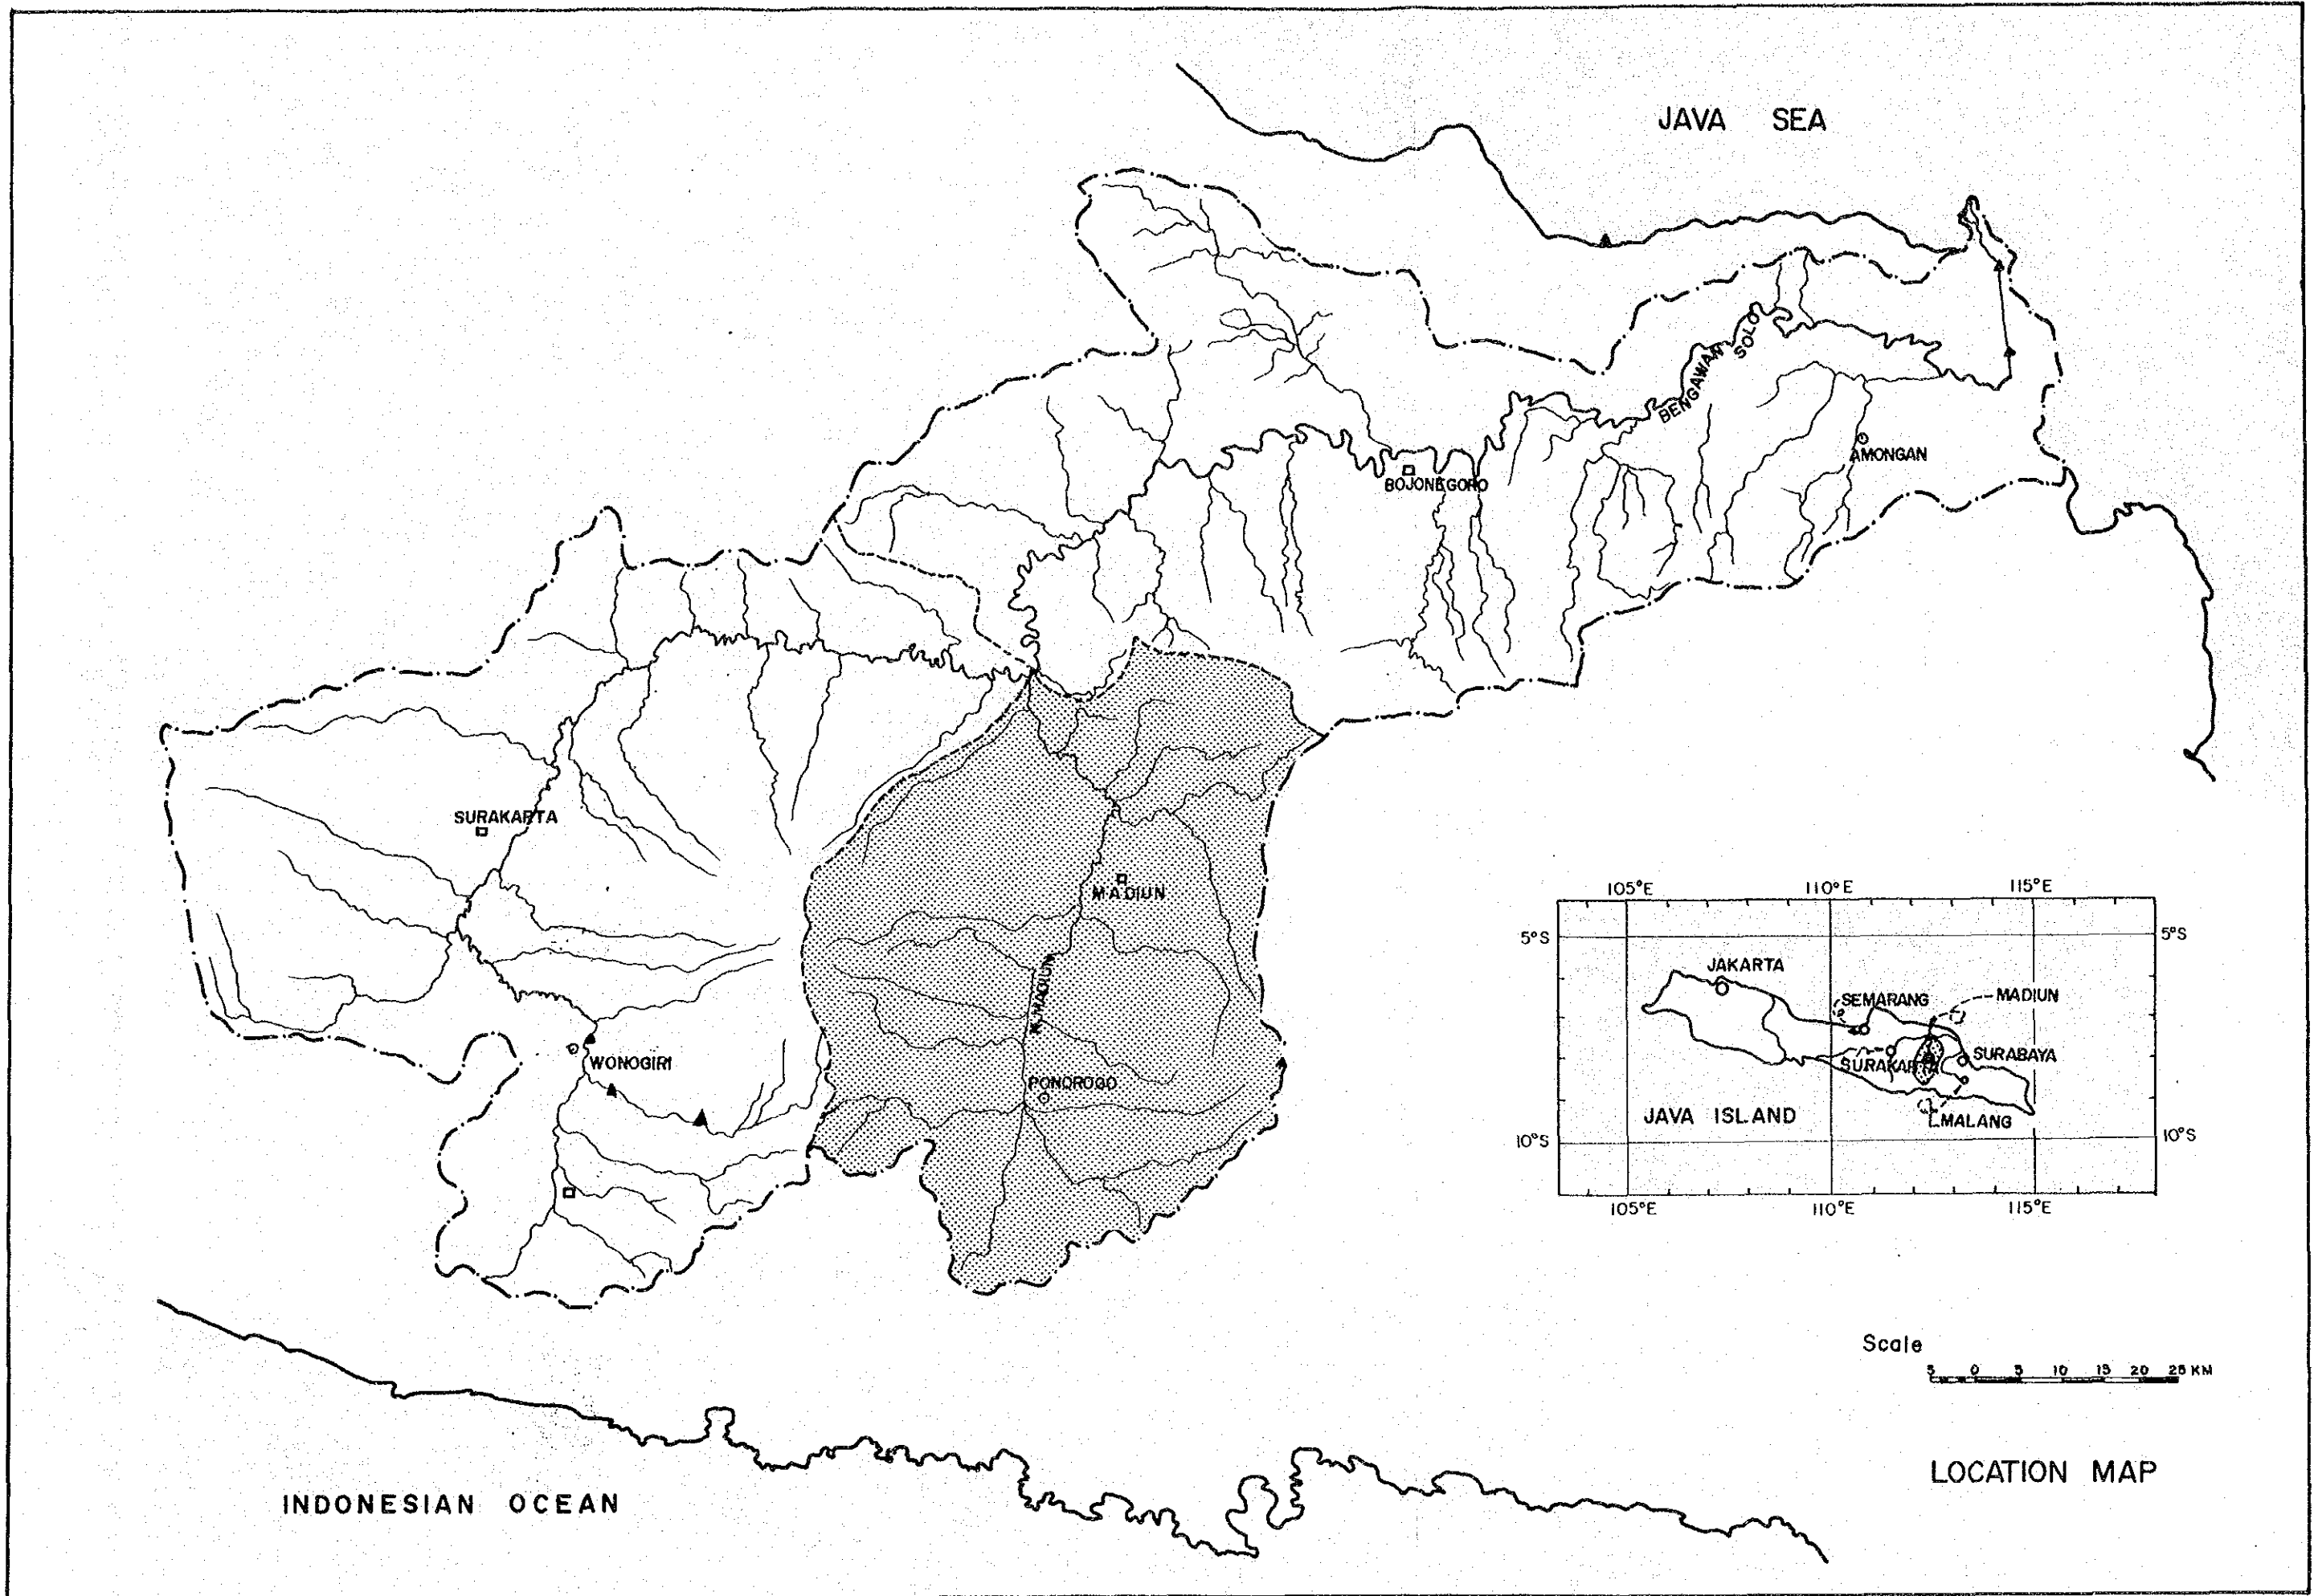 JAVA SEA
BENGAWAN SOLO
AMONGAN
BOJONEGORO
SURAKARTA
MADIUN
K.MADIUN
WONOGIRI
PONOROGO
105°E 110°E 115°E
5°S 5°S
JAKARTA
SEMARANG
MADIUN
SURABAYA
SURAKARTA
JAVA ISLAND
MALANG
10°S 10°S
105°E 110°E 115°E
Scale
5 0 5 10 15 20 25 KM
LOCATION MAP
INDONESIAN OCEAN